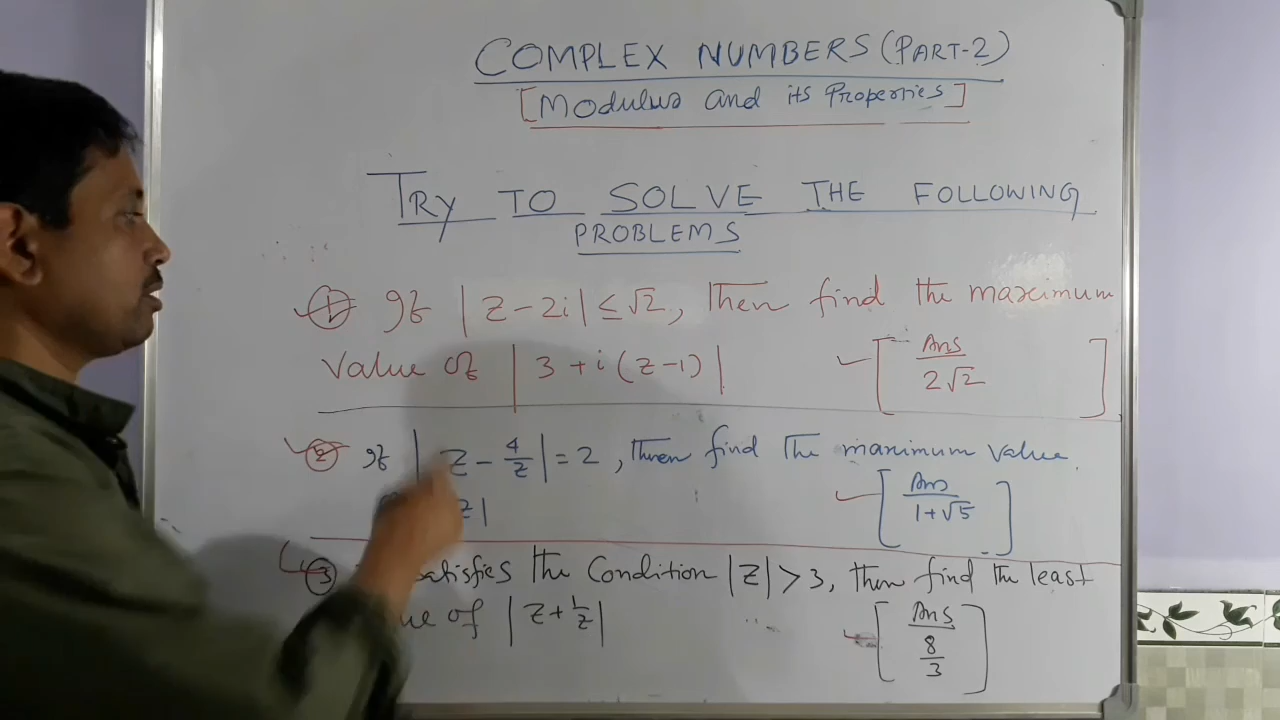 COMPLEX NUMBERS (PART-2)
[Modulus and its Properties]
TRY TO SOLVE THE FOLLOWING
PROBLEMS
① If |z-2i| ≤ √2, then find the maximum
value of |3+i(z-1)| [Ans 2√2]
② If |z - 4/z| = 2, then find the maximum value
z| [Ans 1+√5]
③ satisfies the Condition |z| > 3, then find the least
ue of |z + 1/z| [Ans 8/3]